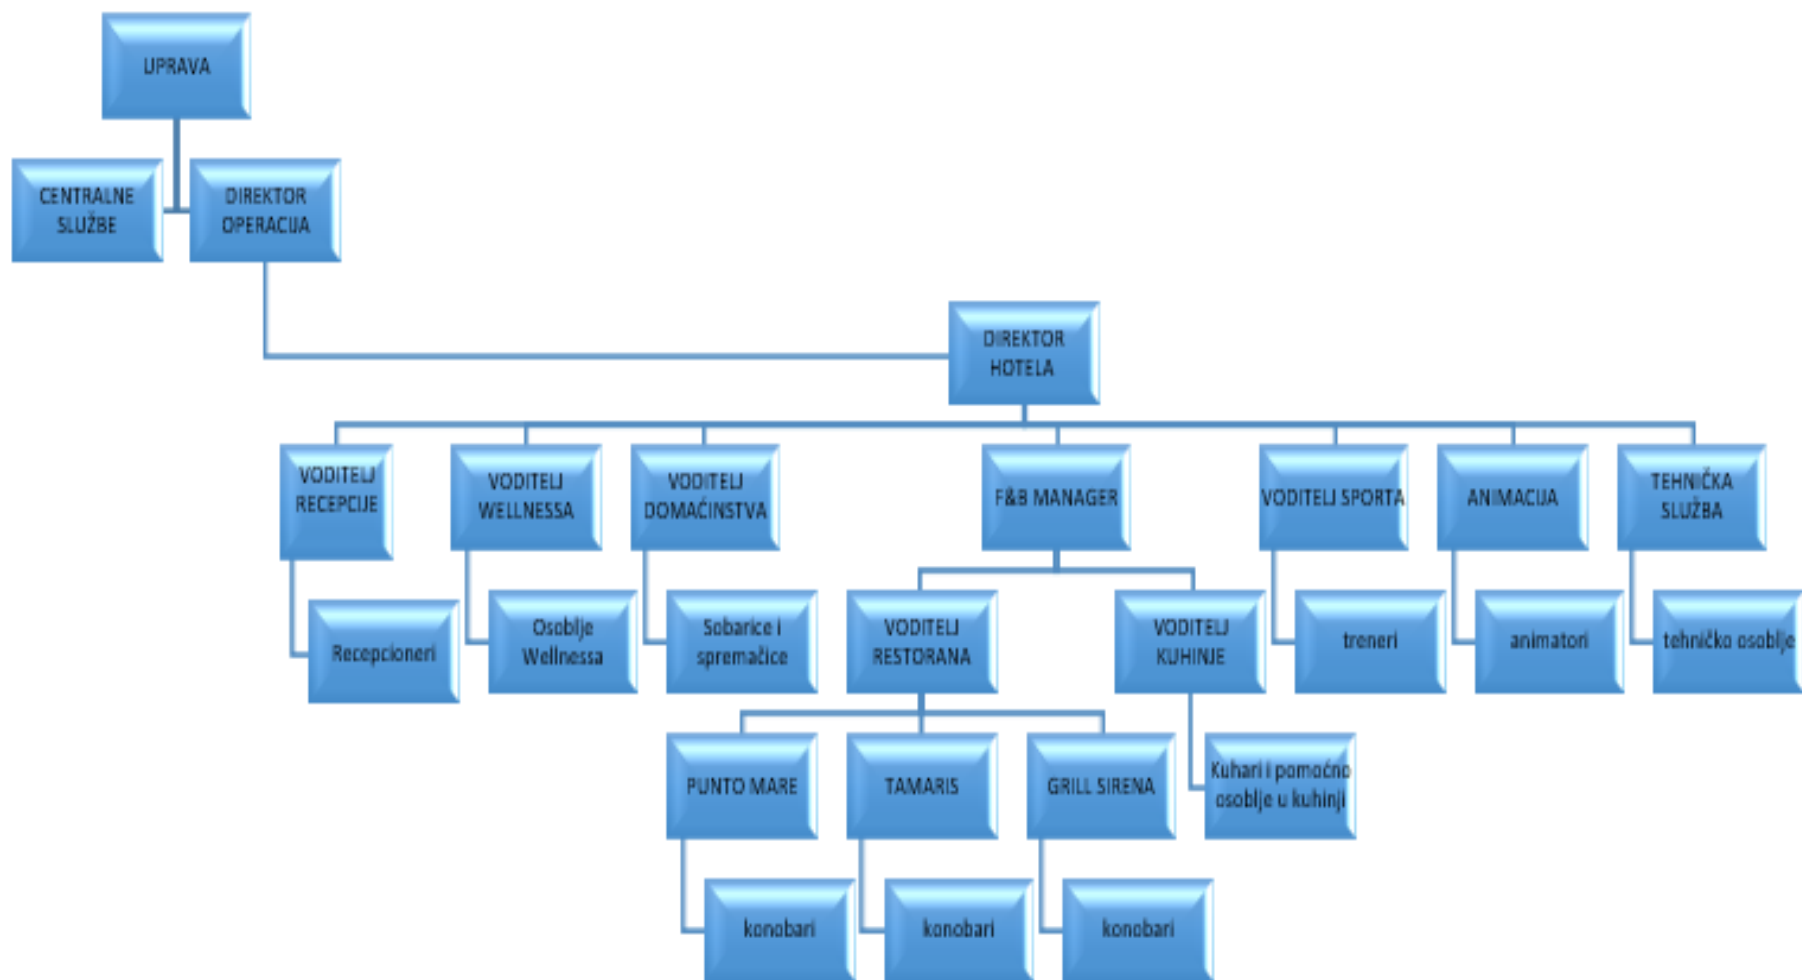 UPRAVA
CENTRALNE
SLUŽBE
DIREKTOR
OPERACIJA
DIREKTOR
HOTELA
VODITELJ
RECEPCIJE
VODITELJ
WELLNESSA
VODITELJ
DOMAĆINSTVA
F&B MANAGER
VODITELJ SPORTA
ANIMACIJA
TEHNIČKA
SLUŽBA
Recepcioneri
Osoblje
Wellnessa
Sobarice i
spremačice
VODITELJ
RESTORANA
VODITELJ
KUHINJE
treneri
animatori
tehničko osoblje
PUNTO MARE
TAMARIS
GRILL SIRENA
Kuhari i pomoćno
osoblje u kuhinji
konobari
konobari
konobari